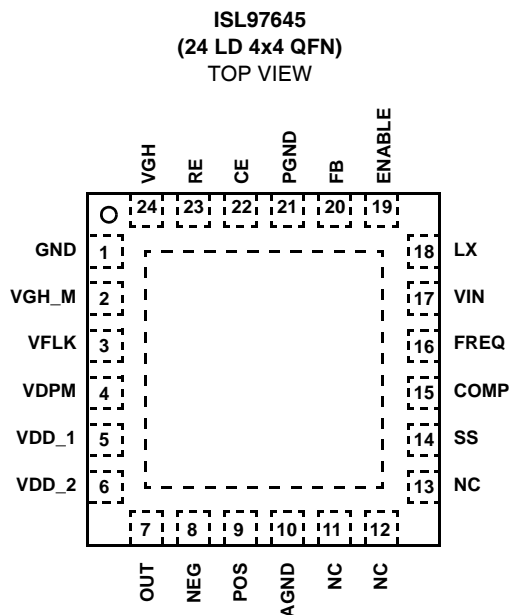 ISL97645
(24 LD 4x4 QFN)
TOP VIEW
VGH
RE
CE
PGND
FB
ENABLE
24
23
22
21
20
19
GND 1
VGH_M 2
VFLK 3
VDPM 4
VDD_1 5
VDD_2 6
18 LX
17 VIN
16 FREQ
15 COMP
14 SS
13 NC
7
8
9
10
11
12
OUT
NEG
POS
AGND
NC
NC